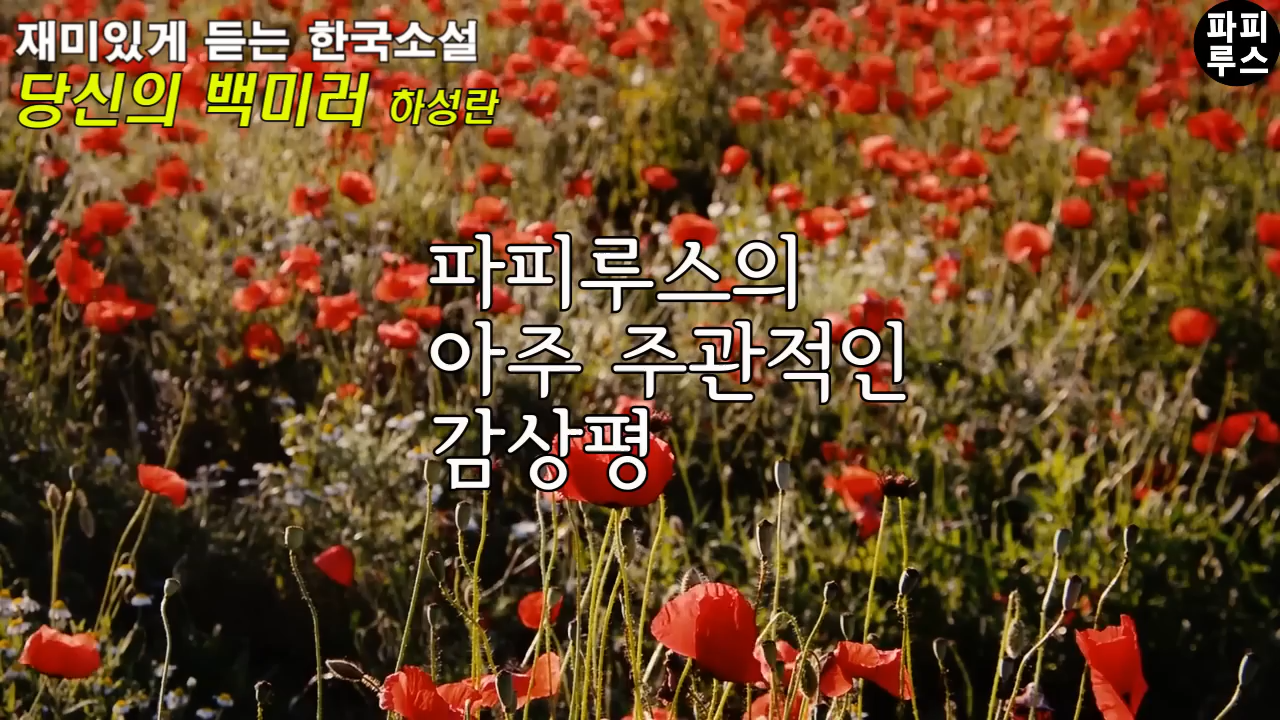 재미있게 듣는 한국소설
당신의 백미러 하성란
파피
루스
파피루스의
아주 주관적인
감상평